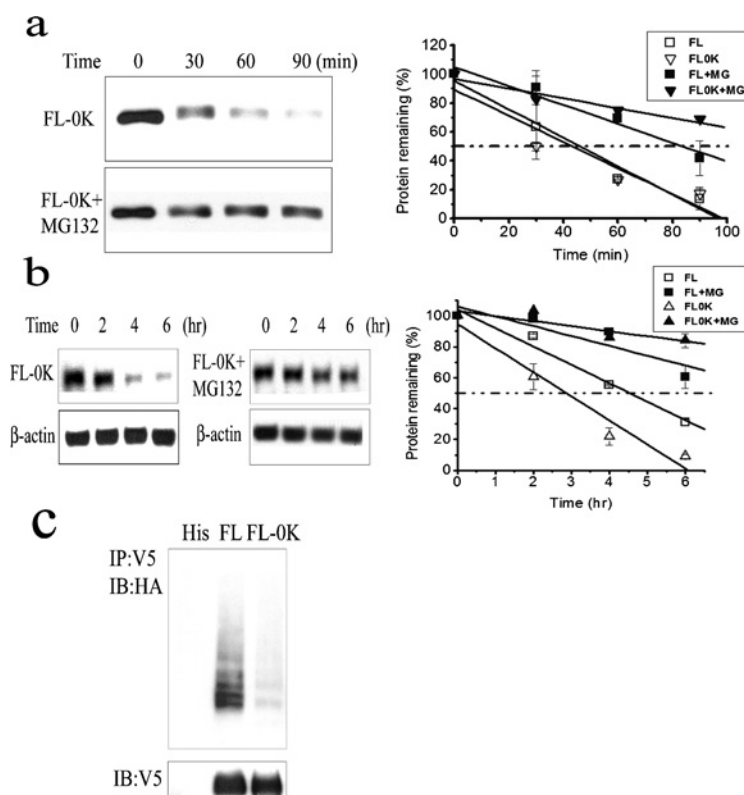 a
Time 0 30 60 90 (min)
FL-0K
FL-0K+
MG132
Protein remaining (%)
120
100
80
60
40
20
0
0 20 40 60 80 100
Time (min)
FL
FL0K
FL+MG
FL0K+MG
b
Time 0 2 4 6 (hr)
FL-0K
β-actin
0 2 4 6 (hr)
FL-0K+
MG132
β-actin
Protein remaining (%)
120
100
80
60
40
20
0
0 2 4 6
Time (hr)
FL
FL+MG
FL0K
FL0K+MG
c
His FL FL-0K
IP:V5
IB:HA
IB:V5